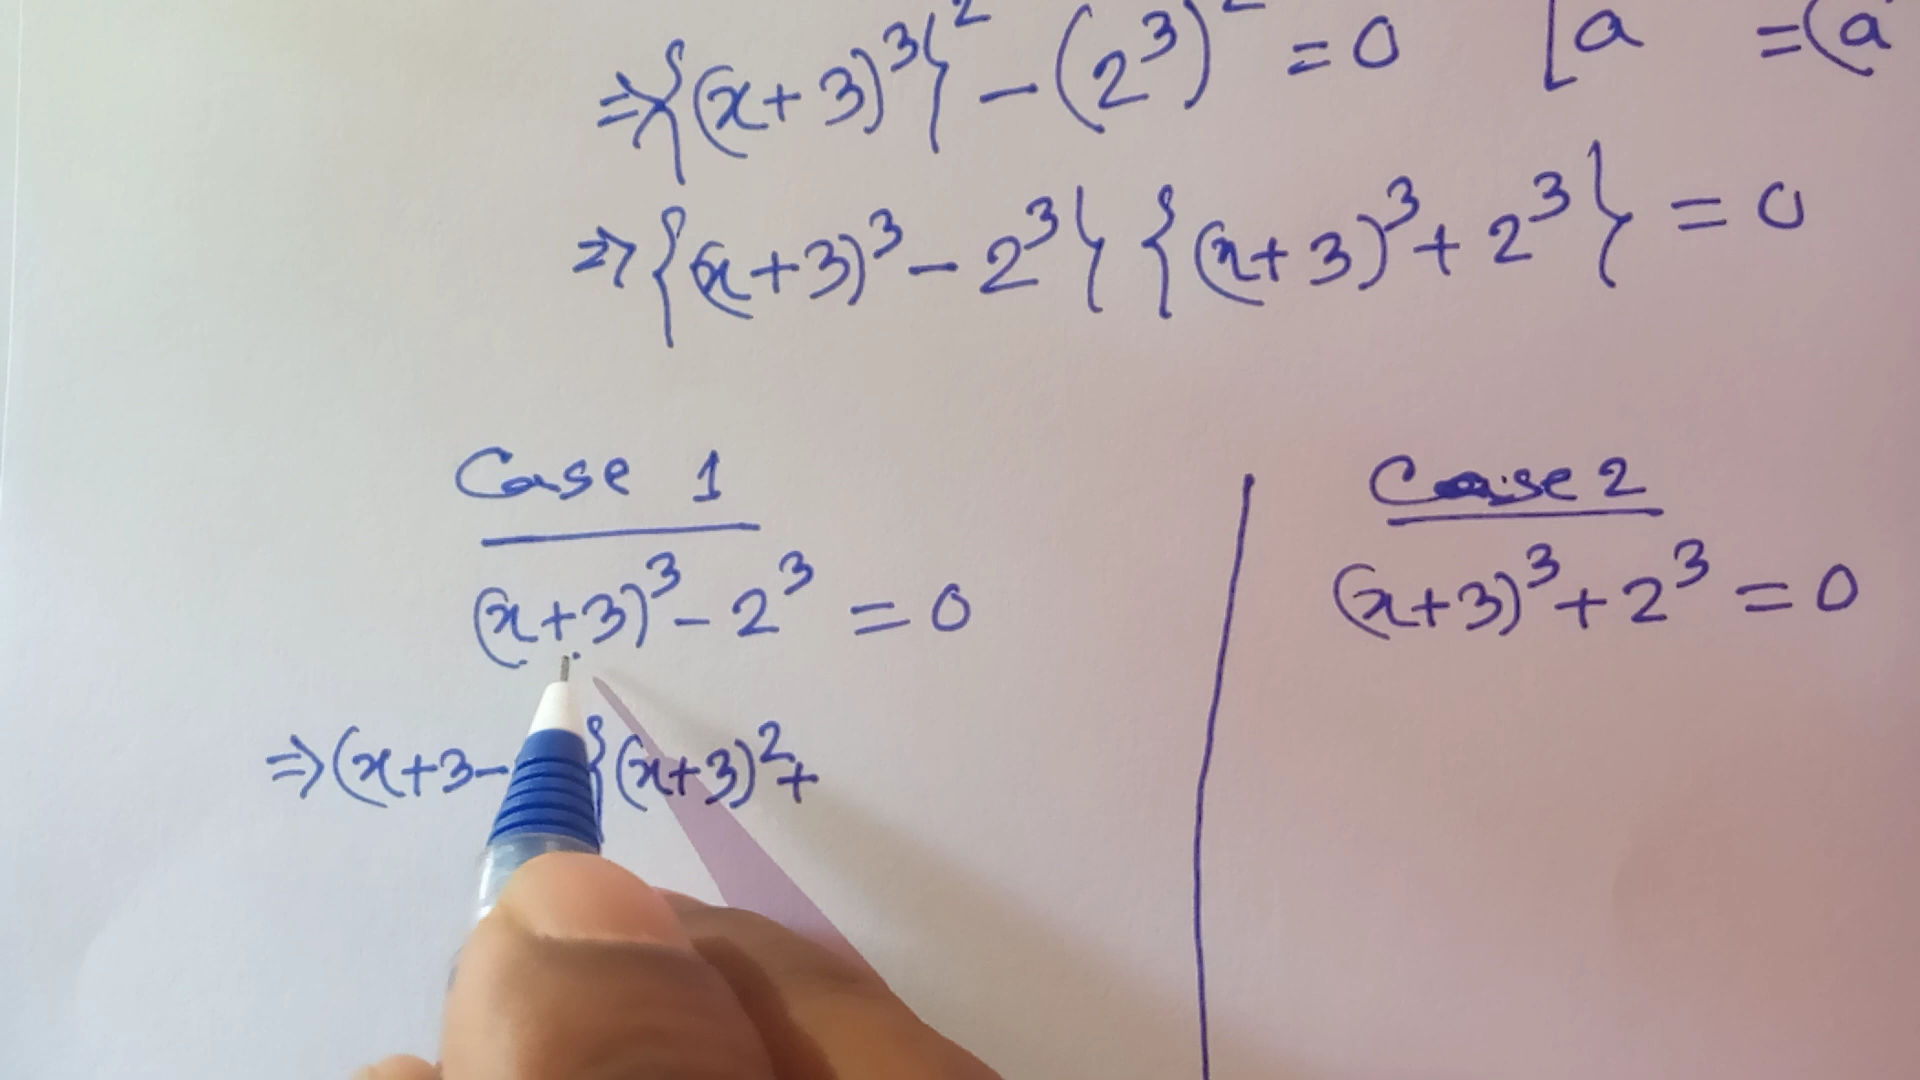 ⇒{(x+3)³}² - (2³)² = 0 [a =(a
⇒{(x+3)³ - 2³} {(x+3)³ + 2³} = 0
Case 1
(x+3)³ - 2³ = 0
⇒(x+3- {(x+3)² +
Case 2
(x+3)³ + 2³ = 0